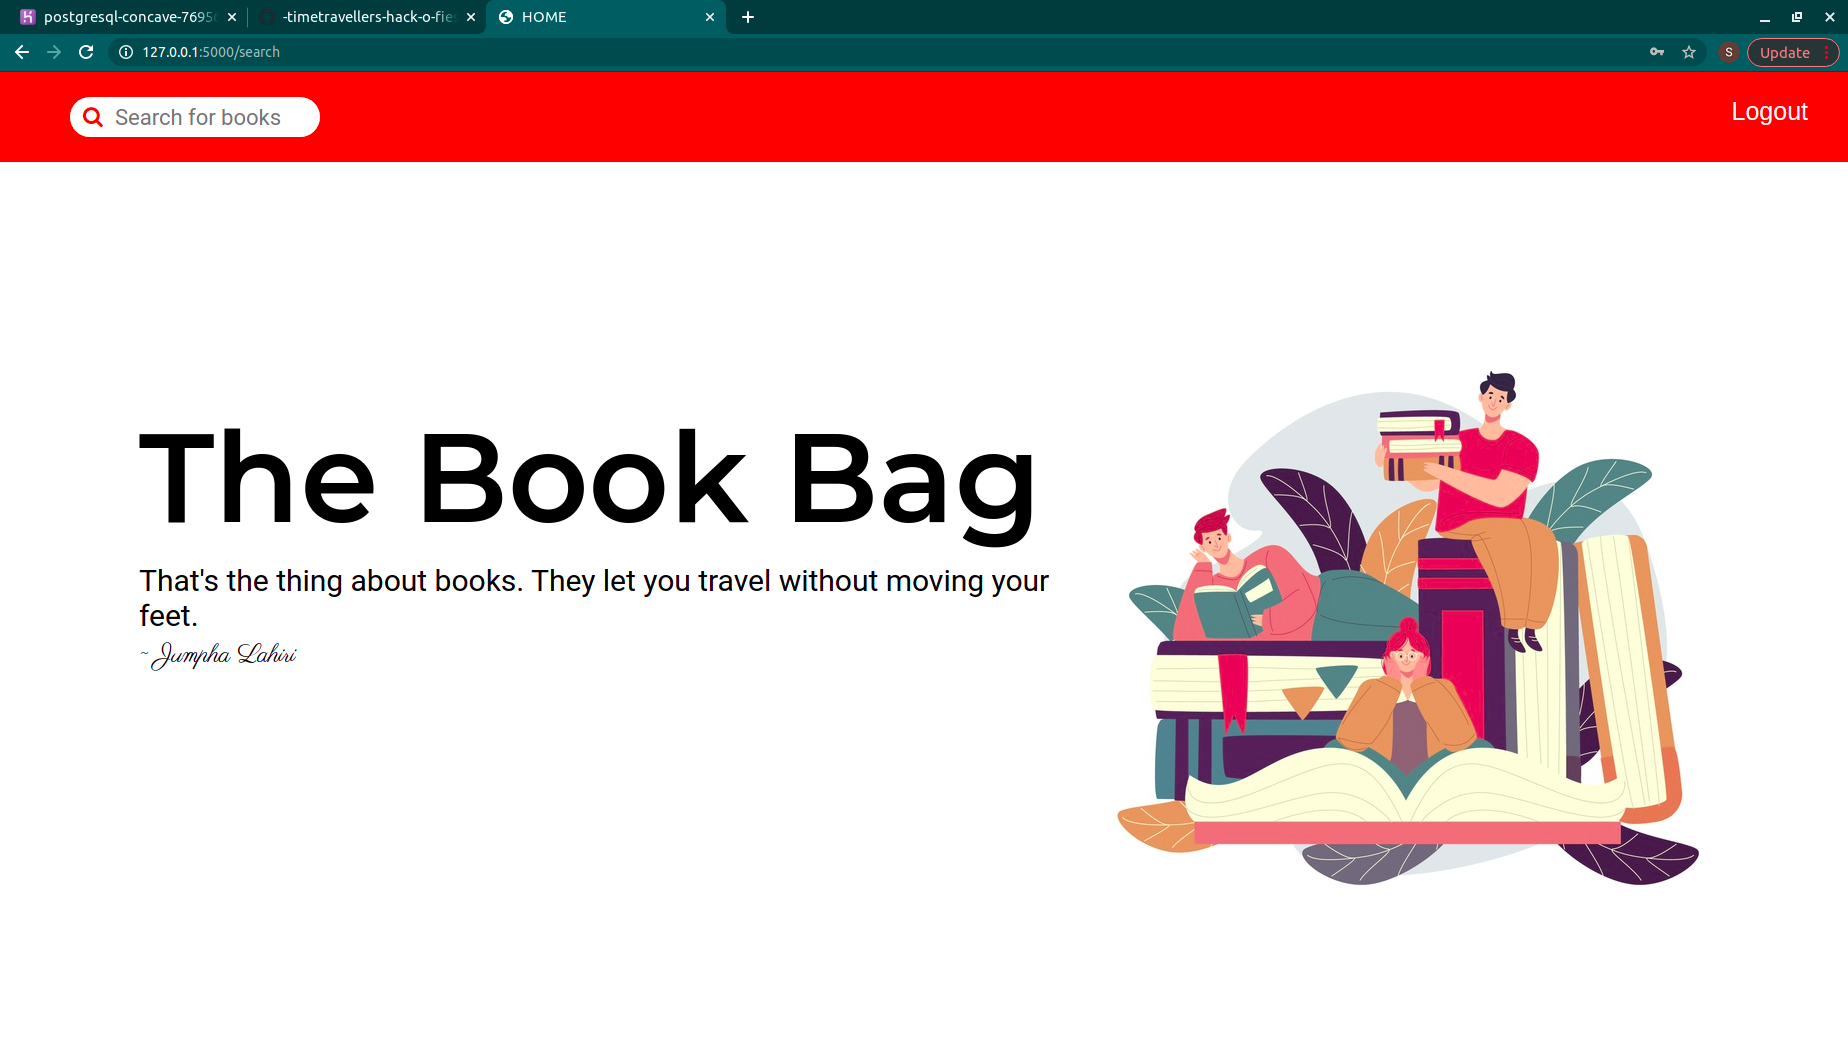 postgresql-concave-7695
-timetravellers-hack-o-fies
HOME
127.0.0.1:5000/search
S
Update
Search for books
Logout
The Book Bag
That's the thing about books. They let you travel without moving your
feet.
~ Jumpha Lahiri